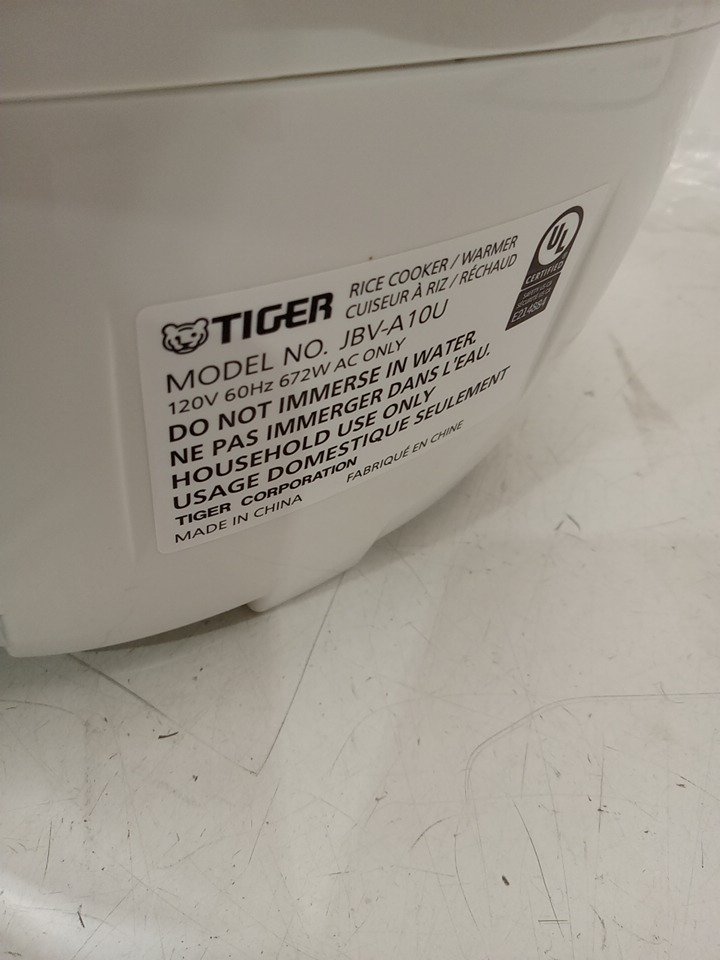 TIGER RICE COOKER / WARMER
CUISEUR À RIZ / RÉCHAUD
MODEL NO. JBV-A10U
120V 60Hz 672W AC ONLY
DO NOT IMMERSE IN WATER.
NE PAS IMMERGER DANS L'EAU.
HOUSEHOLD USE ONLY
USAGE DOMESTIQUE SEULEMENT
TIGER CORPORATION
MADE IN CHINA FABRIQUÉ EN CHINE
UL
CERTIFIED
E214884